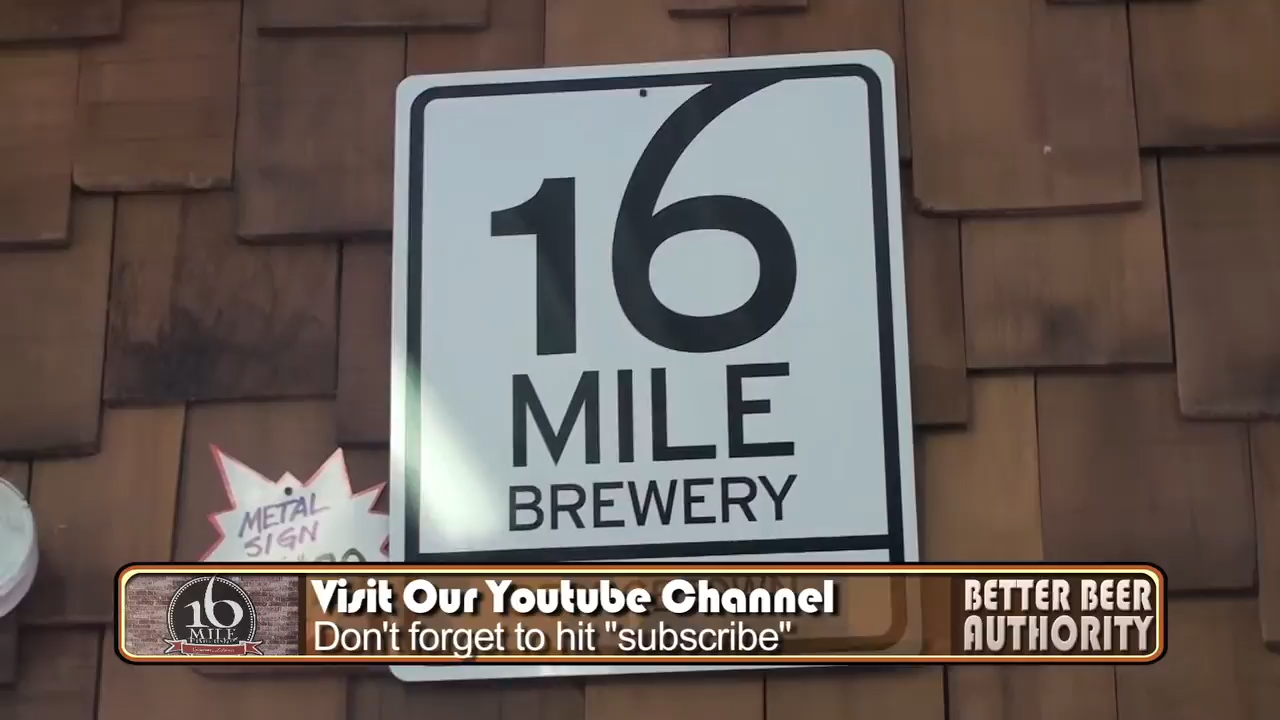 16
MILE
BREWERY
METAL
SIGN
16
MILE
Visit Our Youtube Channel
Don't forget to hit "subscribe"
BETTER BEER
AUTHORITY